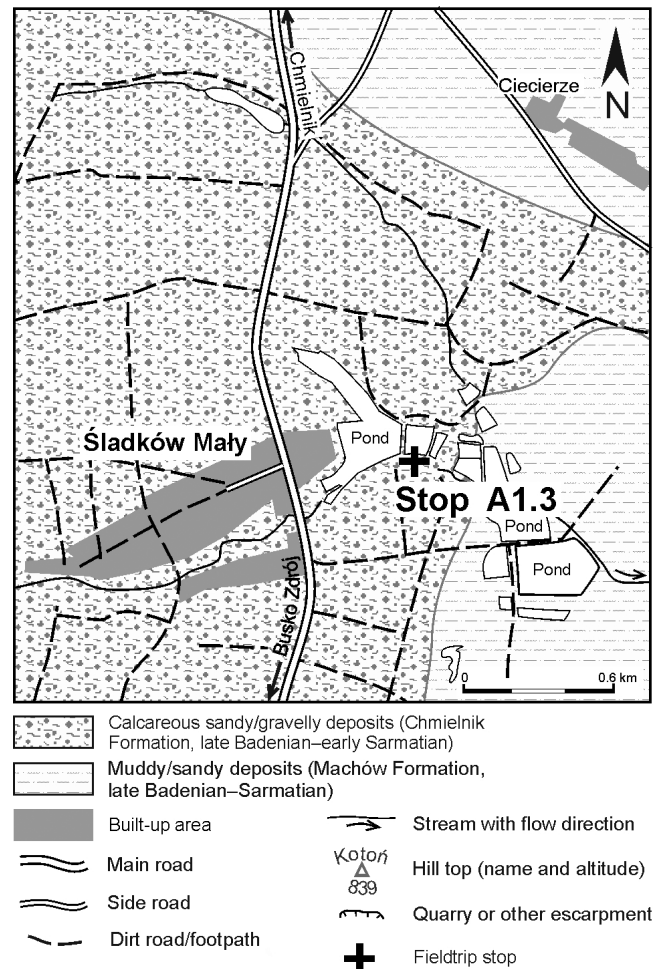 Chmielnik
Ciecierze
N
Śladków Mały
Pond
Stop A1.3
Pond
Pond
Busko Zdrój
0 0.6 km
Calcareous sandy/gravelly deposits (Chmielnik
Formation, late Badenian–early Sarmatian)
Muddy/sandy deposits (Machów Formation,
late Badenian–Sarmatian)
Built-up area
Main road
Side road
Dirt road/footpath
Stream with flow direction
Kotoń
839
Hill top (name and altitude)
Quarry or other escarpment
Fieldtrip stop